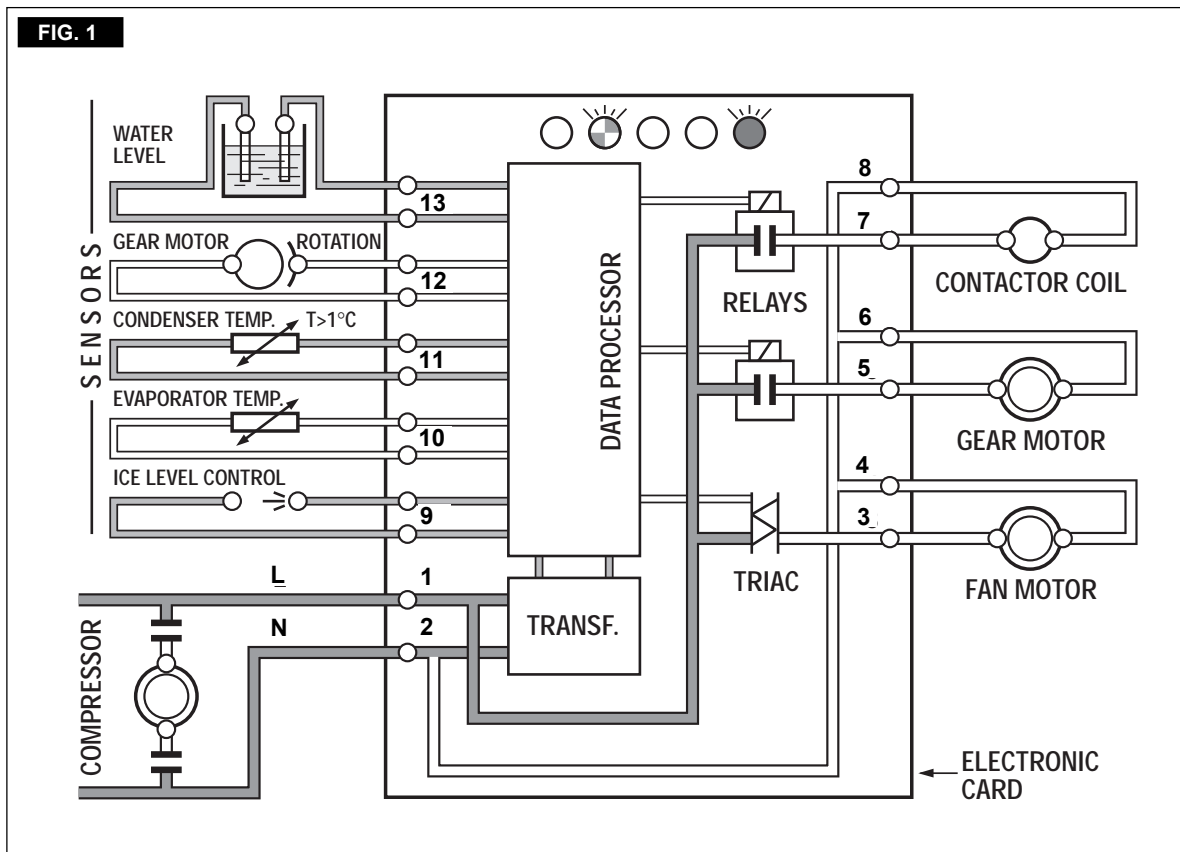 FIG. 1
SENSORS
WATER
LEVEL
13
GEAR MOTOR ROTATION
12
CONDENSER TEMP. T>1°C
11
EVAPORATOR TEMP.
10
ICE LEVEL CONTROL
9
L 1
N 2
COMPRESSOR
DATA PROCESSOR
TRANSF.
RELAYS
TRIAC
8
7
CONTACTOR COIL
6
5
GEAR MOTOR
4
3
FAN MOTOR
ELECTRONIC
CARD